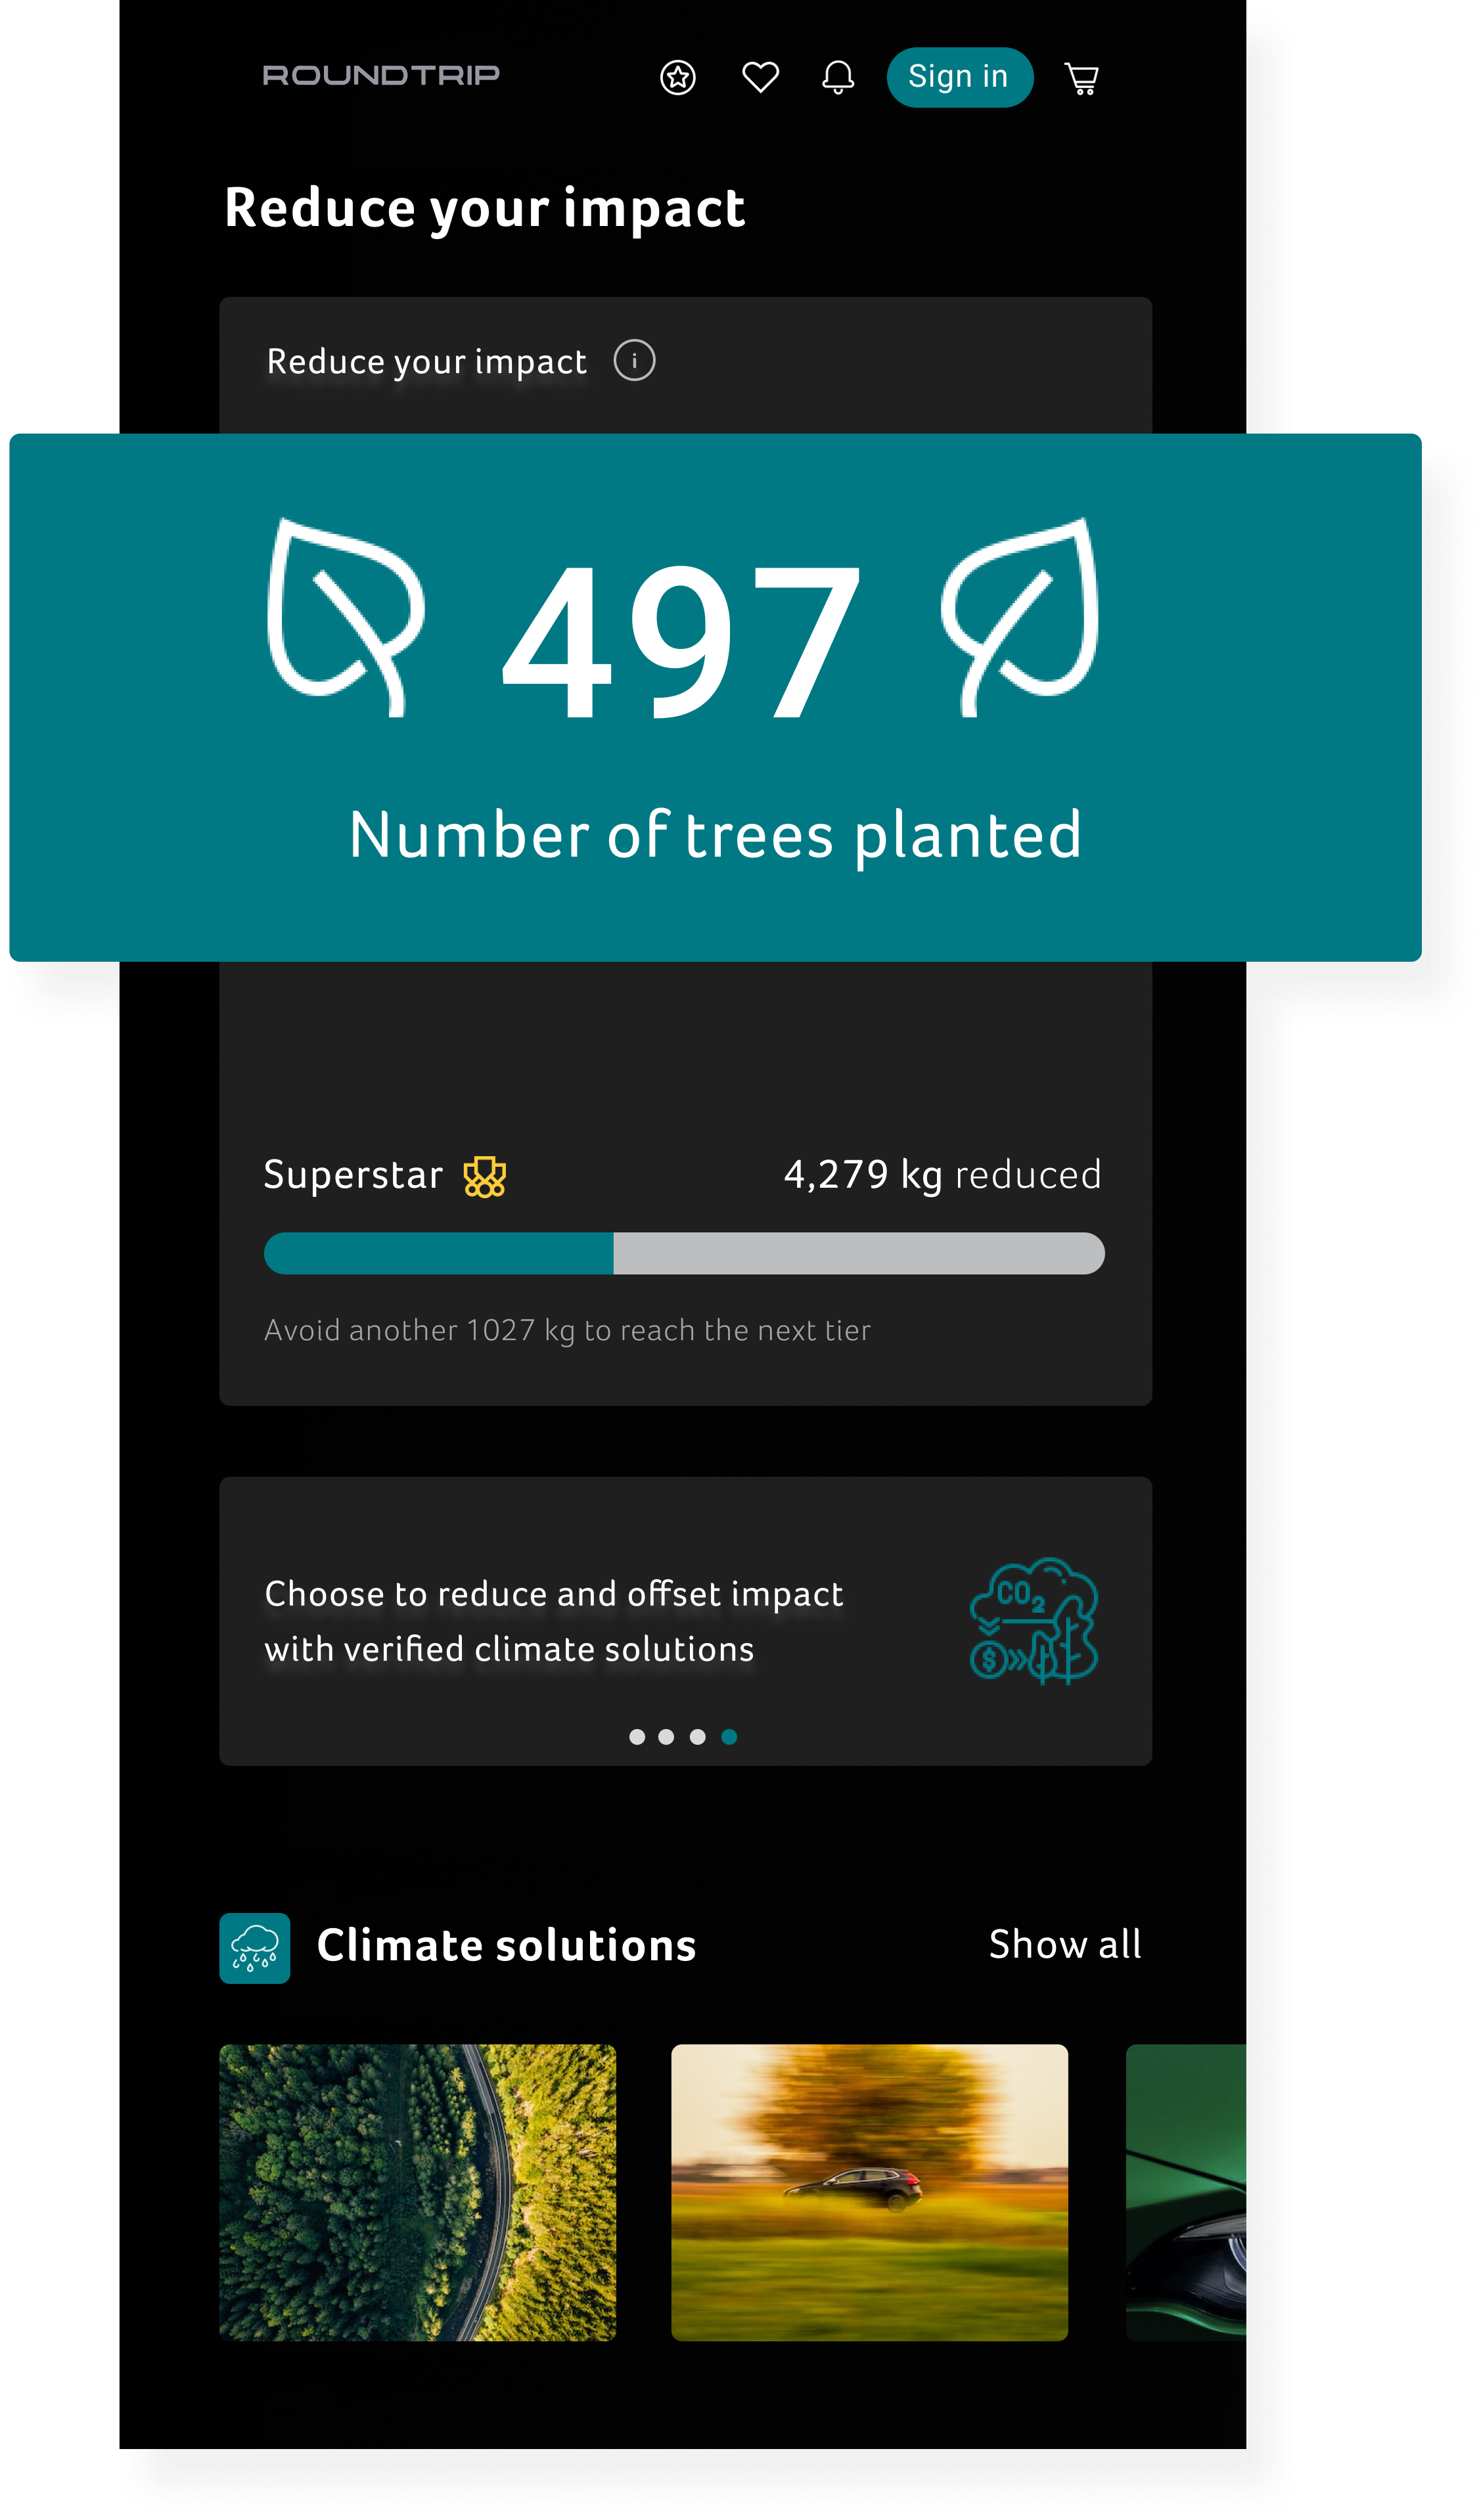 ROUNDTRIP
Sign in
Reduce your impact
Reduce your impact i
497
Number of trees planted
Superstar
4,279 kg reduced
Avoid another 1027 kg to reach the next tier
Choose to reduce and offset impact
with verified climate solutions
CO2
$
Climate solutions
Show all